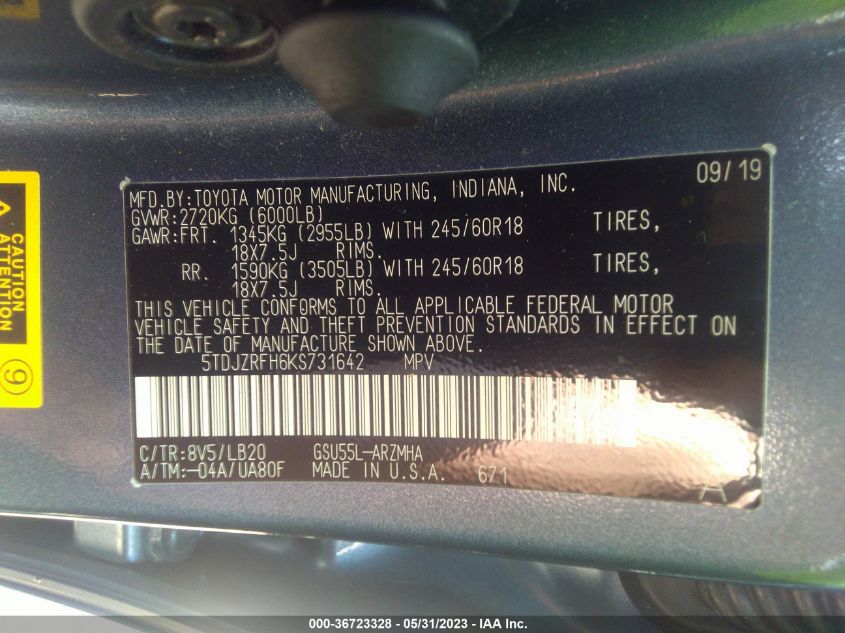 09/19
MFD.BY:TOYOTA MOTOR MANUFACTURING, INDIANA, INC.
GVWR:2720KG (6000LB)
GAWR:FRT. 1345KG (2955LB) WITH 245/60R18 TIRES,
18X7.5J RIMS.
RR. 1590KG (3505LB) WITH 245/60R18 TIRES,
18X7.5J RIMS.
THIS VEHICLE CONFORMS TO ALL APPLICABLE FEDERAL MOTOR
VEHICLE SAFETY AND THEFT PREVENTION STANDARDS IN EFFECT ON
THE DATE OF MANUFACTURE SHOWN ABOVE.
5TDJZRFH6KS731642 MPV
C/TR:8V5/LB20 GSU55L-ARZMHA
A/TM:-04A/UA80F MADE IN U.S.A. 671
A
CAUTION
ATTENTION
9
000-36723328 - 05/31/2023 - IAA Inc.